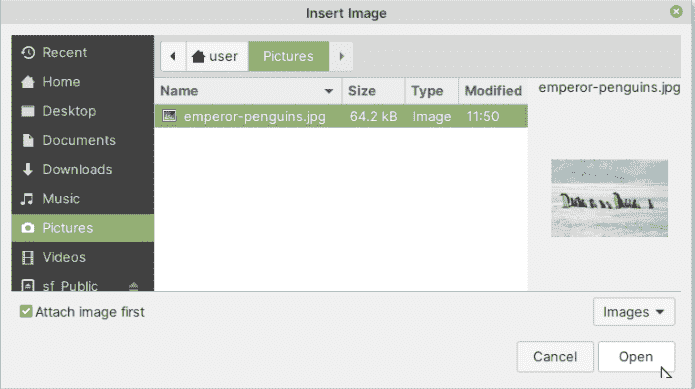 Insert Image
Recent
Home
Desktop
Documents
Downloads
Music
Pictures
Videos
sf_Public
user Pictures
Name Size Type Modified
emperor-penguins.jpg 64.2 kB Image 11:50
emperor-penguins.jpg
Attach image first
Images
Cancel Open